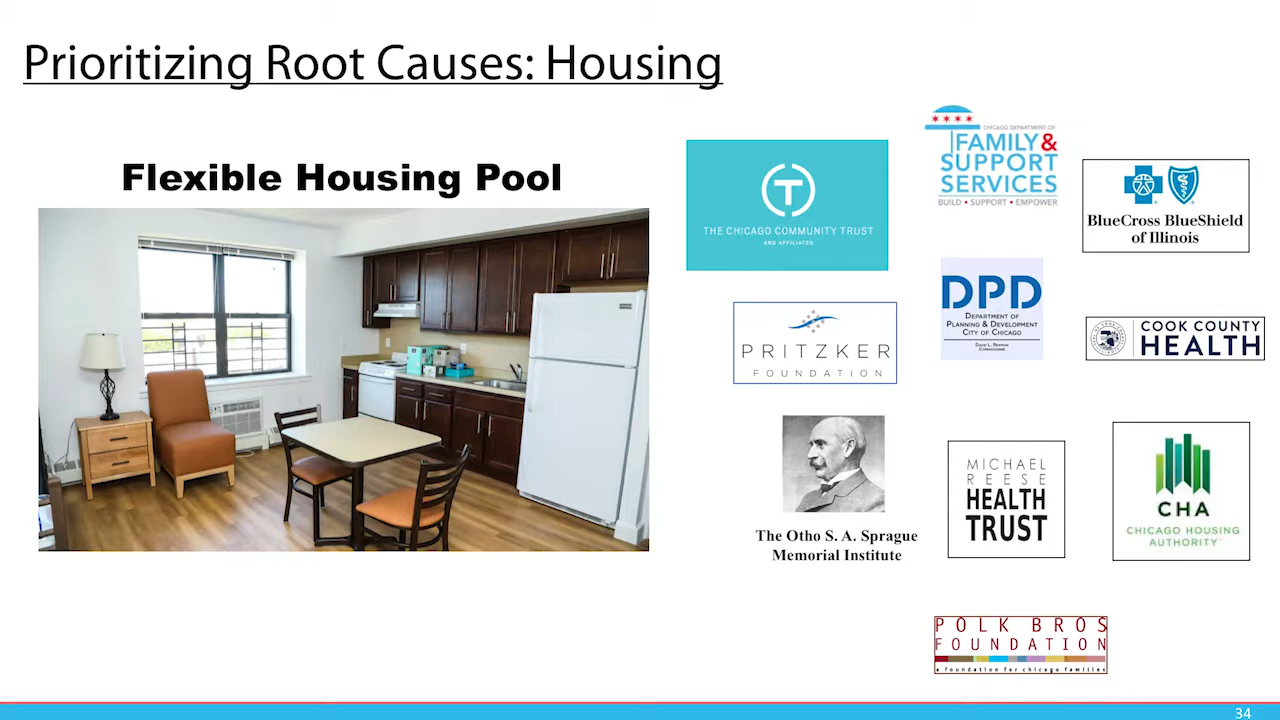 Prioritizing Root Causes: Housing
Flexible Housing Pool
THE CHICAGO COMMUNITY TRUST
AND AFFILIATES
CHICAGO DEPARTMENT OF
FAMILY&
SUPPORT
SERVICES
BUILD • SUPPORT • EMPOWER
BlueCross BlueShield
of Illinois
PRITZKER
FOUNDATION
DPD
DEPARTMENT OF
PLANNING & DEVELOPMENT
CITY OF CHICAGO
DAVID L. REIFMAN
COMMISSIONER
COOK COUNTY
HEALTH
The Otho S. A. Sprague
Memorial Institute
MICHAEL
REESE
HEALTH
TRUST
CHA
CHICAGO HOUSING
AUTHORITY
POLK BROS
FOUNDATION
a foundation for chicago families
34